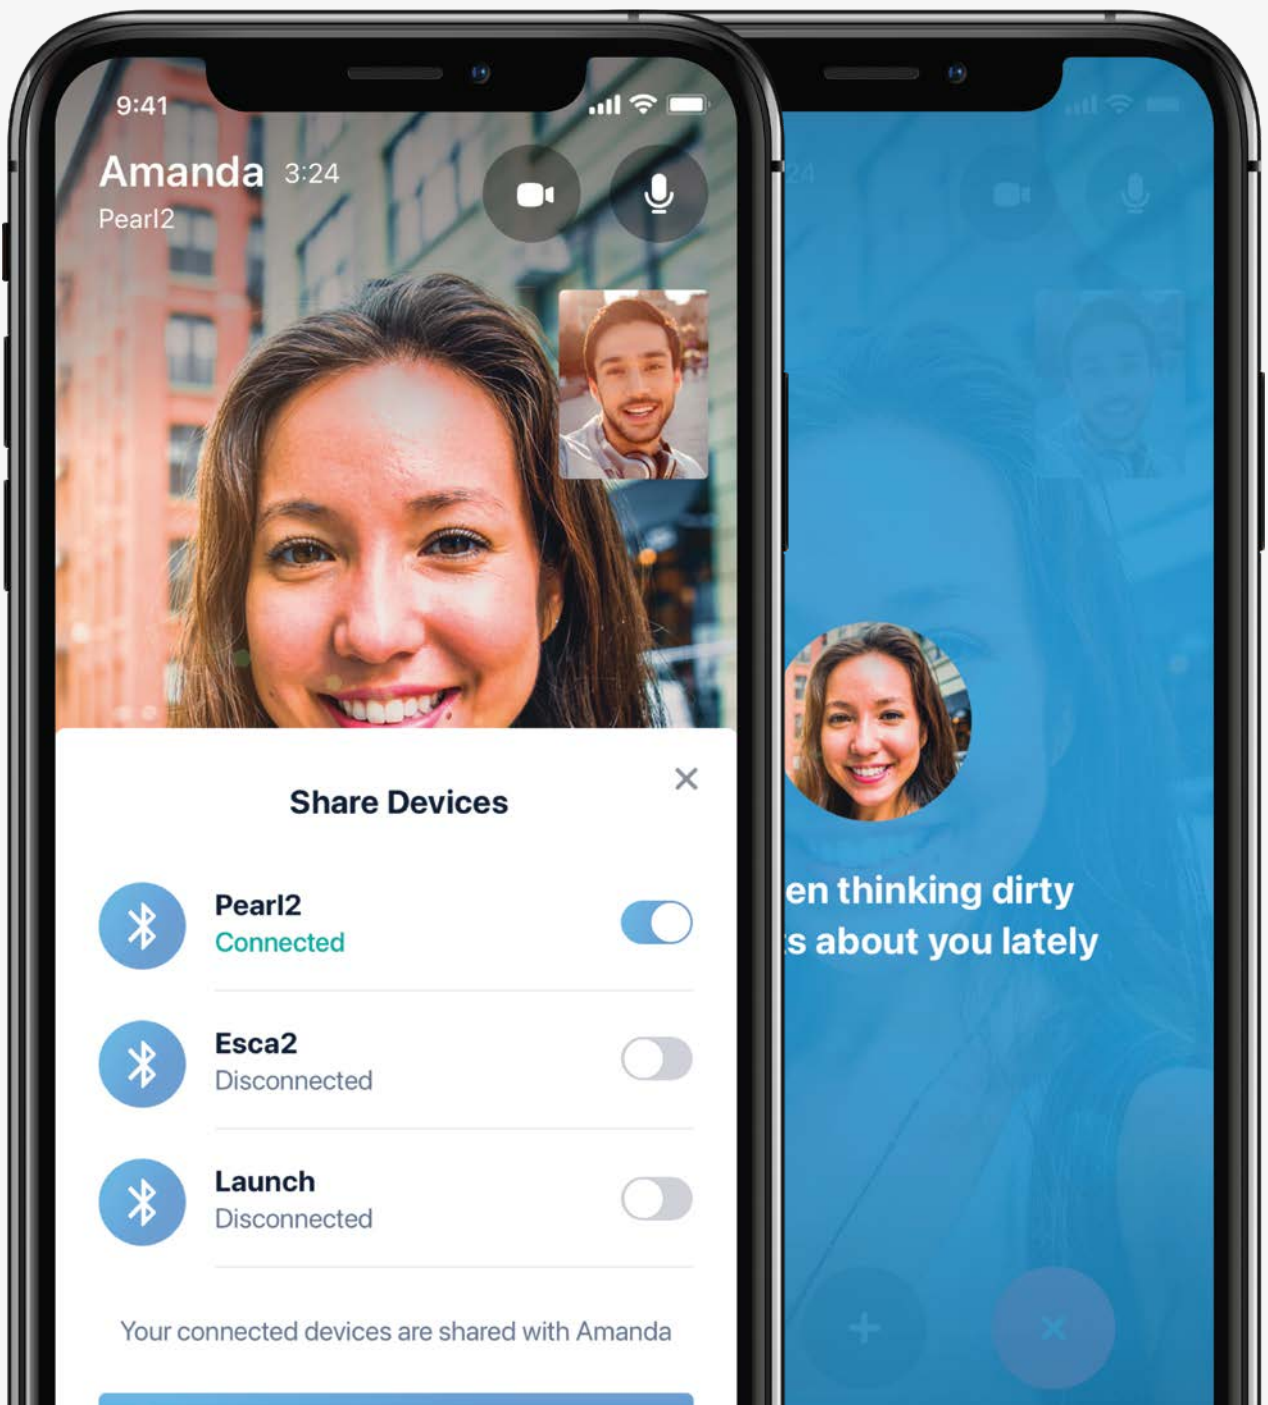 9:41
Amanda 3:24
Pearl2
Share Devices
Pearl2
Connected
Esca2
Disconnected
Launch
Disconnected
Your connected devices are shared with Amanda
24
en thinking dirty
s about you lately